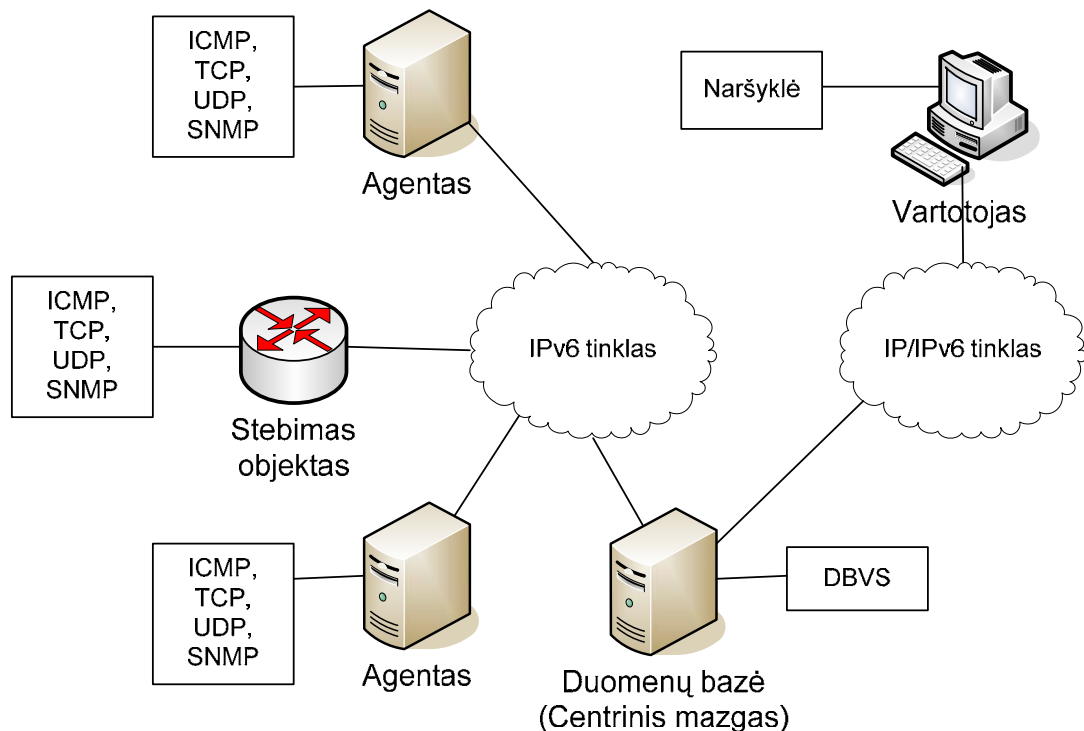 ICMP,
TCP,
UDP,
SNMP
Agentas
Naršyklė
Vartotojas
ICMP,
TCP,
UDP,
SNMP
Stebimas
objektas
IPv6 tinklas
IP/IPv6 tinklas
ICMP,
TCP,
UDP,
SNMP
Agentas
Duomenų bazė
(Centrinis mazgas)
DBVS